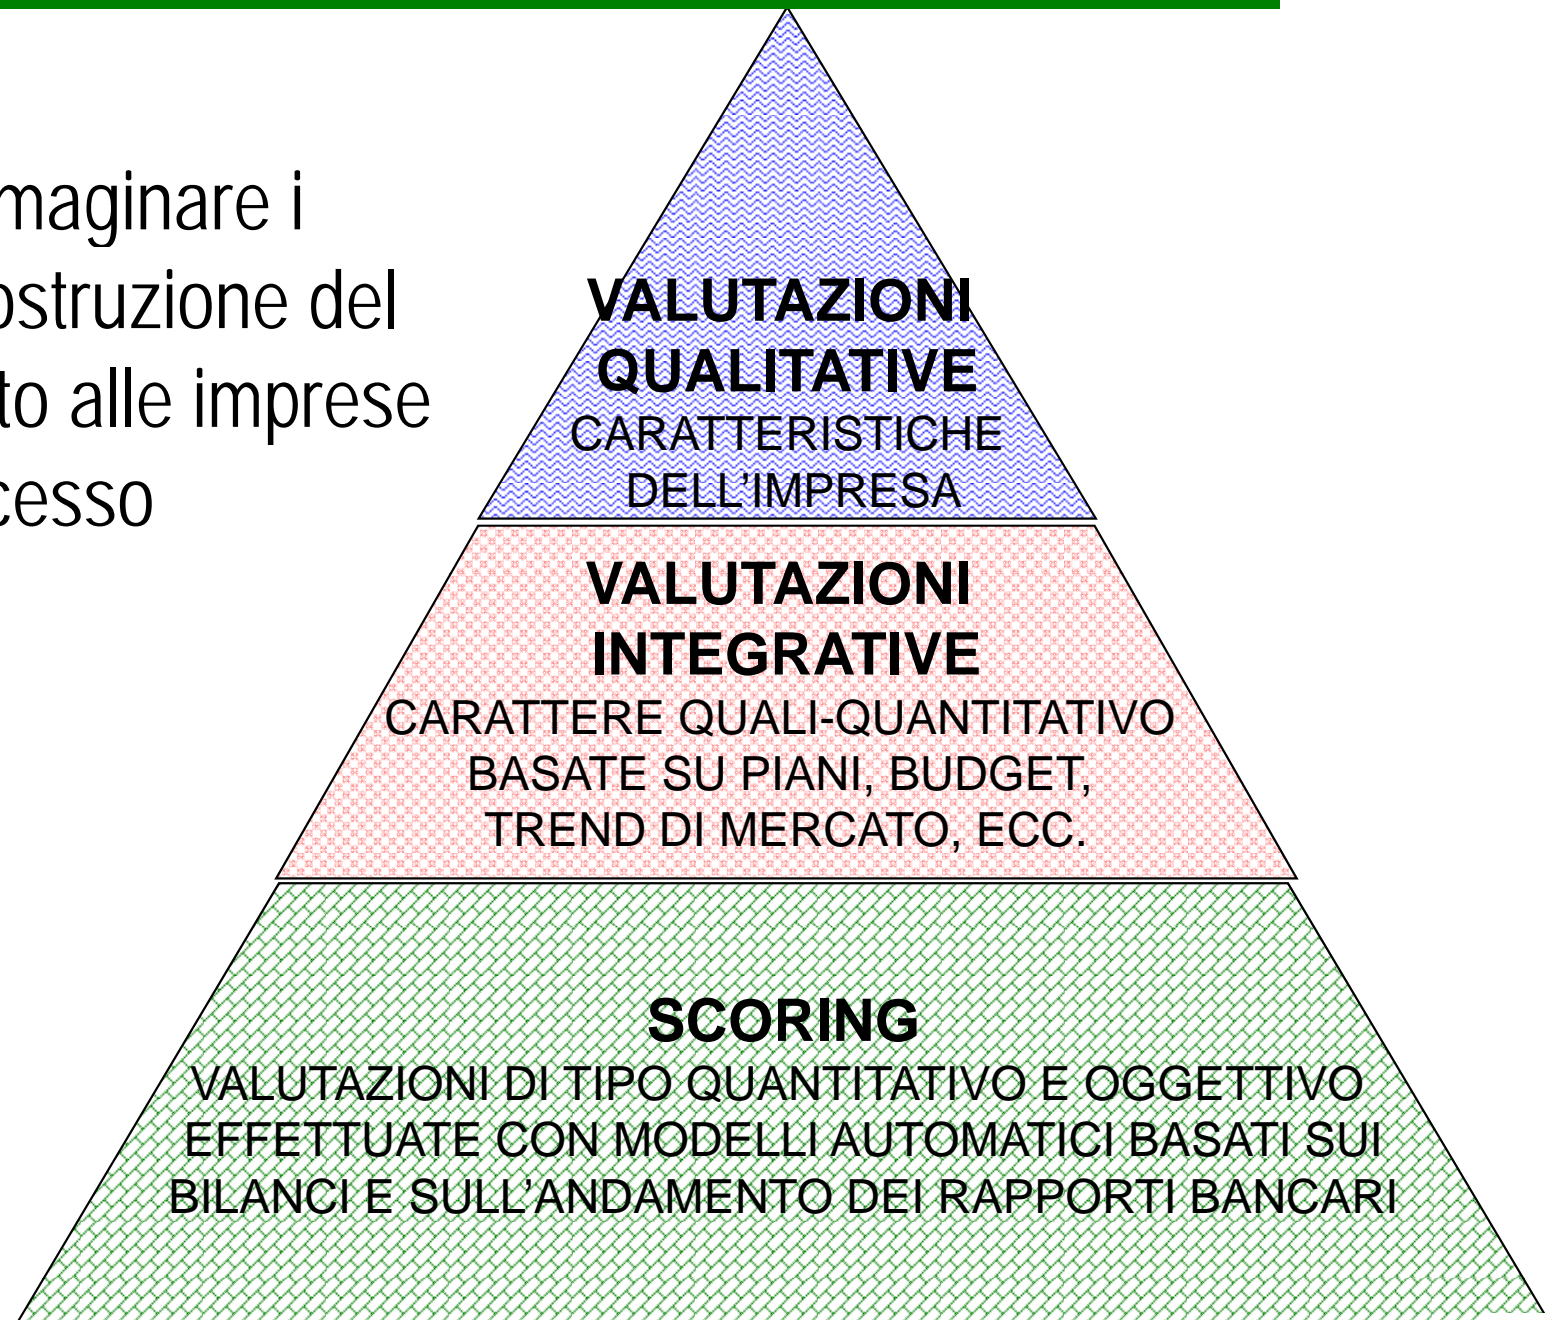 maginare i
ostruzione del
to alle imprese
cesso
VALUTAZIONI
QUALITATIVE
CARATTERISTICHE
DELL'IMPRESA
VALUTAZIONI
INTEGRATIVE
CARATTERE QUALI-QUANTITATIVO
BASATE SU PIANI, BUDGET,
TREND DI MERCATO, ECC.
SCORING
VALUTAZIONI DI TIPO QUANTITATIVO E OGGETTIVO
EFFETTUATE CON MODELLI AUTOMATICI BASATI SUI
BILANCI E SULL'ANDAMENTO DEI RAPPORTI BANCARI